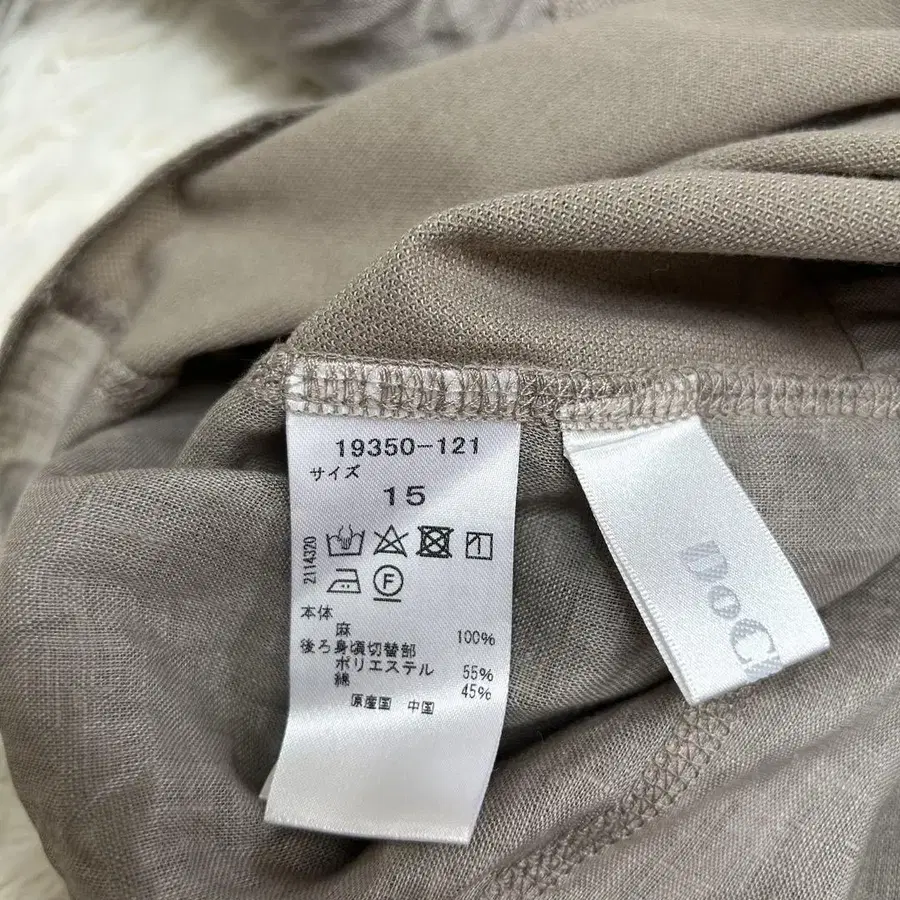 19350-121
サイズ
15
2114320
F
本体
麻 100%
後ろ身頃切替部
ポリエステル 55%
綿 45%
原産国 中国
DoC